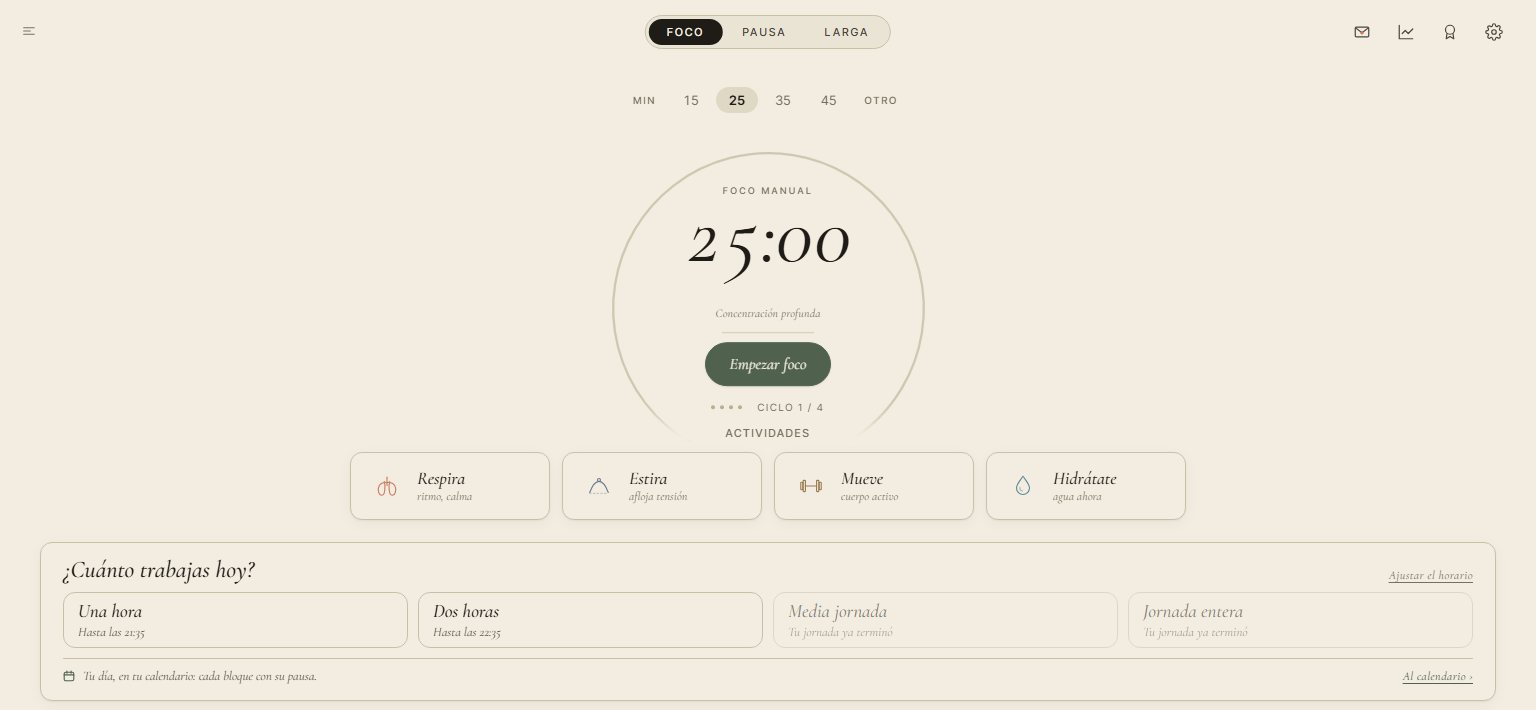 FOCO PAUSA LARGA
MIN 15 25 35 45 OTRO
FOCO MANUAL
25:00
Concentración profunda
Empezar foco
CICLO 1 / 4
ACTIVIDADES
Respira
ritmo, calma
Estira
afloja tensión
Mueve
cuerpo activo
Hidrátate
agua ahora
¿Cuánto trabajas hoy?
Ajustar el horario
Una hora
Hasta las 21:35
Dos horas
Hasta las 22:35
Media jornada
Tu jornada ya terminó
Jornada entera
Tu jornada ya terminó
Tu día, en tu calendario: cada bloque con su pausa.
Al calendario ›